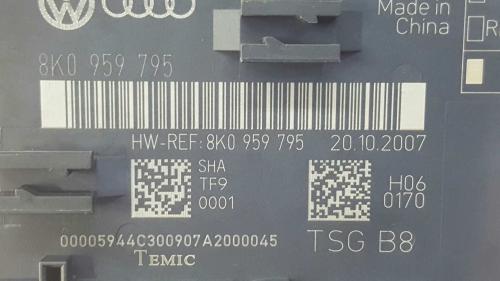 Made in
China
R
8K0 959 795
HW-REF: 8K0 959 795 20.10.2007
SHA
TF9
0001
H06
0170
00005944C300907A2000045
TSG B8
TEMIC